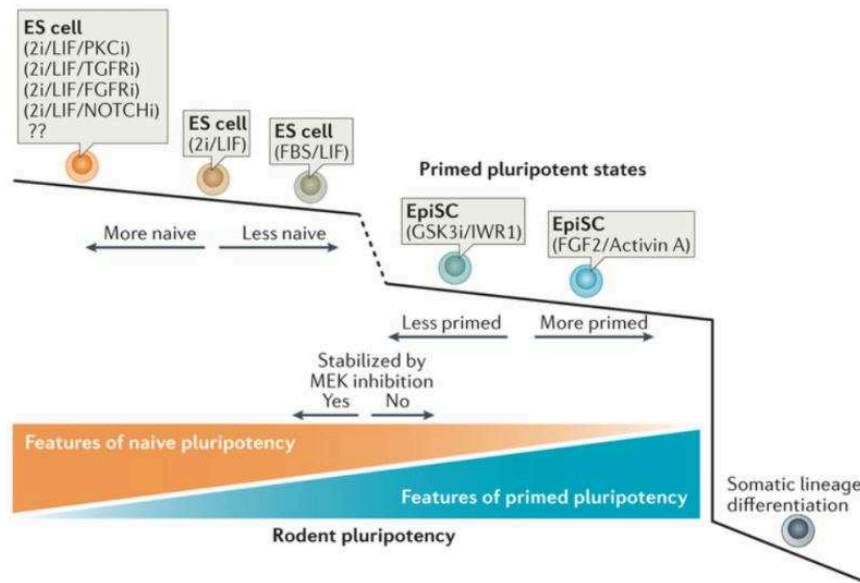 ES cell
(2i/LIF/PKCi)
(2i/LIF/TGFRi)
(2i/LIF/FGFRi)
(2i/LIF/NOTCHi)
??
ES cell
(2i/LIF)
ES cell
(FBS/LIF)
Primed pluripotent states
EpiSC
(GSK3i/IWR1)
EpiSC
(FGF2/Activin A)
More naive
Less naive
Less primed
More primed
Stabilized by
MEK inhibition
Yes
No
Features of naive pluripotency
Features of primed pluripotency
Rodent pluripotency
Somatic lineage
differentiation